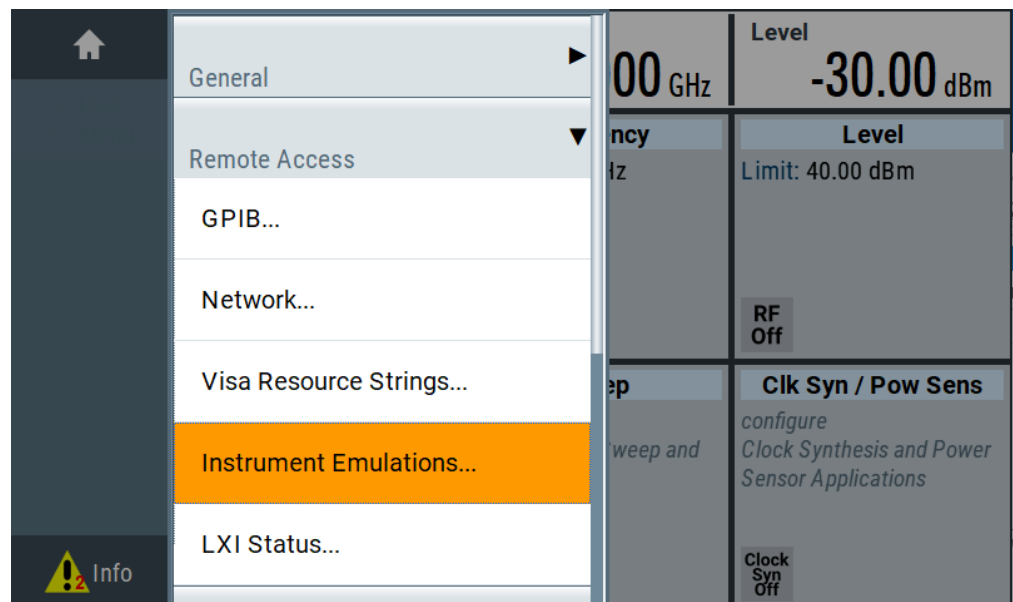 General
Remote Access
GPIB...
Network...
Visa Resource Strings...
Instrument Emulations...
LXI Status...
2 Info
00 GHz
Level
-30.00 dBm
ncy
Hz
Level
Limit: 40.00 dBm
RF
Off
ep
Sweep and
Clk Syn / Pow Sens
configure
Clock Synthesis and Power
Sensor Applications
Clock
Syn
Off